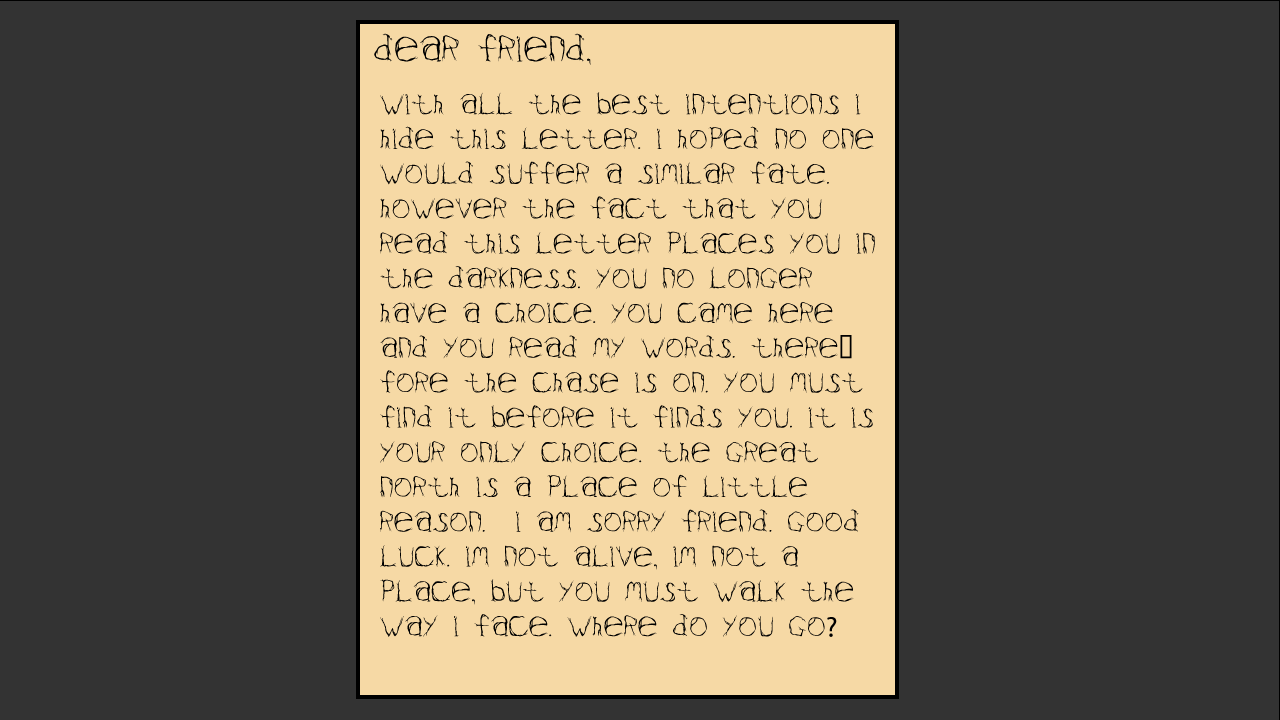 dear friend,
with all the best intentions I
hide this letter. I hoped no one
would suffer a similar fate.
however the fact that you
read this letter places you in
the darkness. you no longer
have a choice. you came here
and you read my words. there▯
fore the chase is on. you must
find it before it finds you. it is
your only choice. the great
north is a place of little
reason.  I am sorry friend. Good
luck. im not alive, im not a
place, but you must walk the
way I face. where do you go?